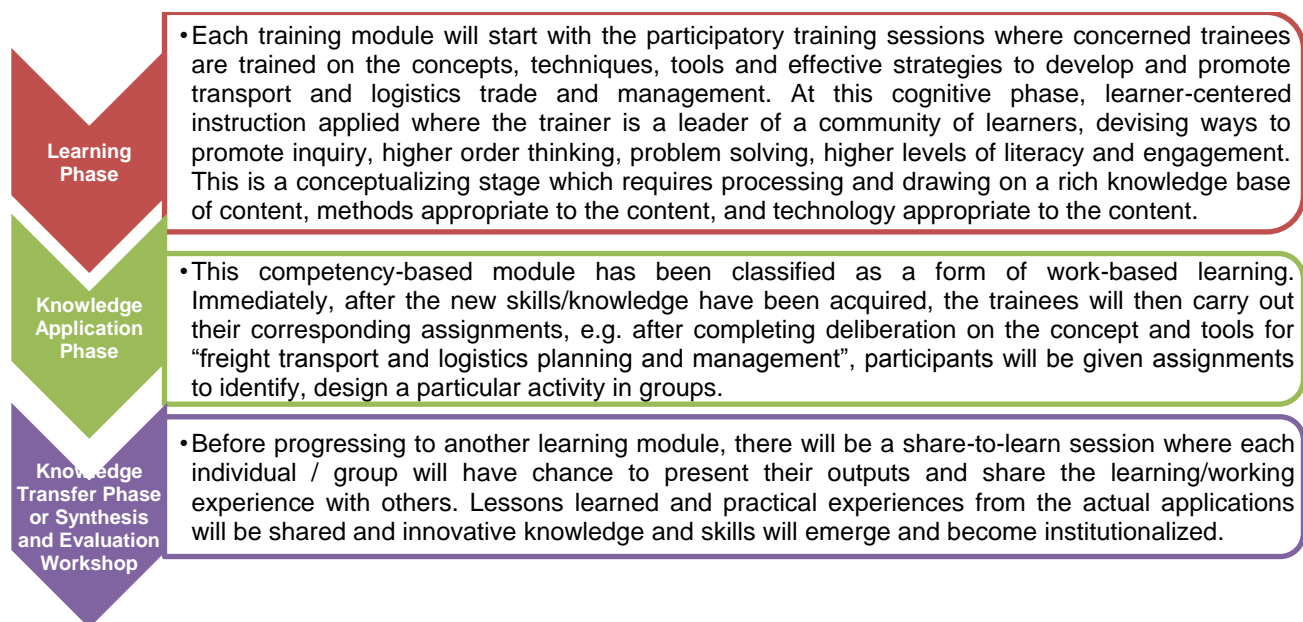 Learning
Phase
•Each training module will start with the participatory training sessions where concerned trainees
are trained on the concepts, techniques, tools and effective strategies to develop and promote
transport and logistics trade and management. At this cognitive phase, learner-centered
instruction applied where the trainer is a leader of a community of learners, devising ways to
promote inquiry, higher order thinking, problem solving, higher levels of literacy and engagement.
This is a conceptualizing stage which requires processing and drawing on a rich knowledge base
of content, methods appropriate to the content, and technology appropriate to the content.
Knowledge
Application
Phase
•This competency-based module has been classified as a form of work-based learning.
Immediately, after the new skills/knowledge have been acquired, the trainees will then carry out
their corresponding assignments, e.g. after completing deliberation on the concept and tools for
“freight transport and logistics planning and management”, participants will be given assignments
to identify, design a particular activity in groups.
Knowledge
Transfer Phase
or Synthesis
and Evaluation
Workshop
•Before progressing to another learning module, there will be a share-to-learn session where each
individual / group will have chance to present their outputs and share the learning/working
experience with others. Lessons learned and practical experiences from the actual applications
will be shared and innovative knowledge and skills will emerge and become institutionalized.